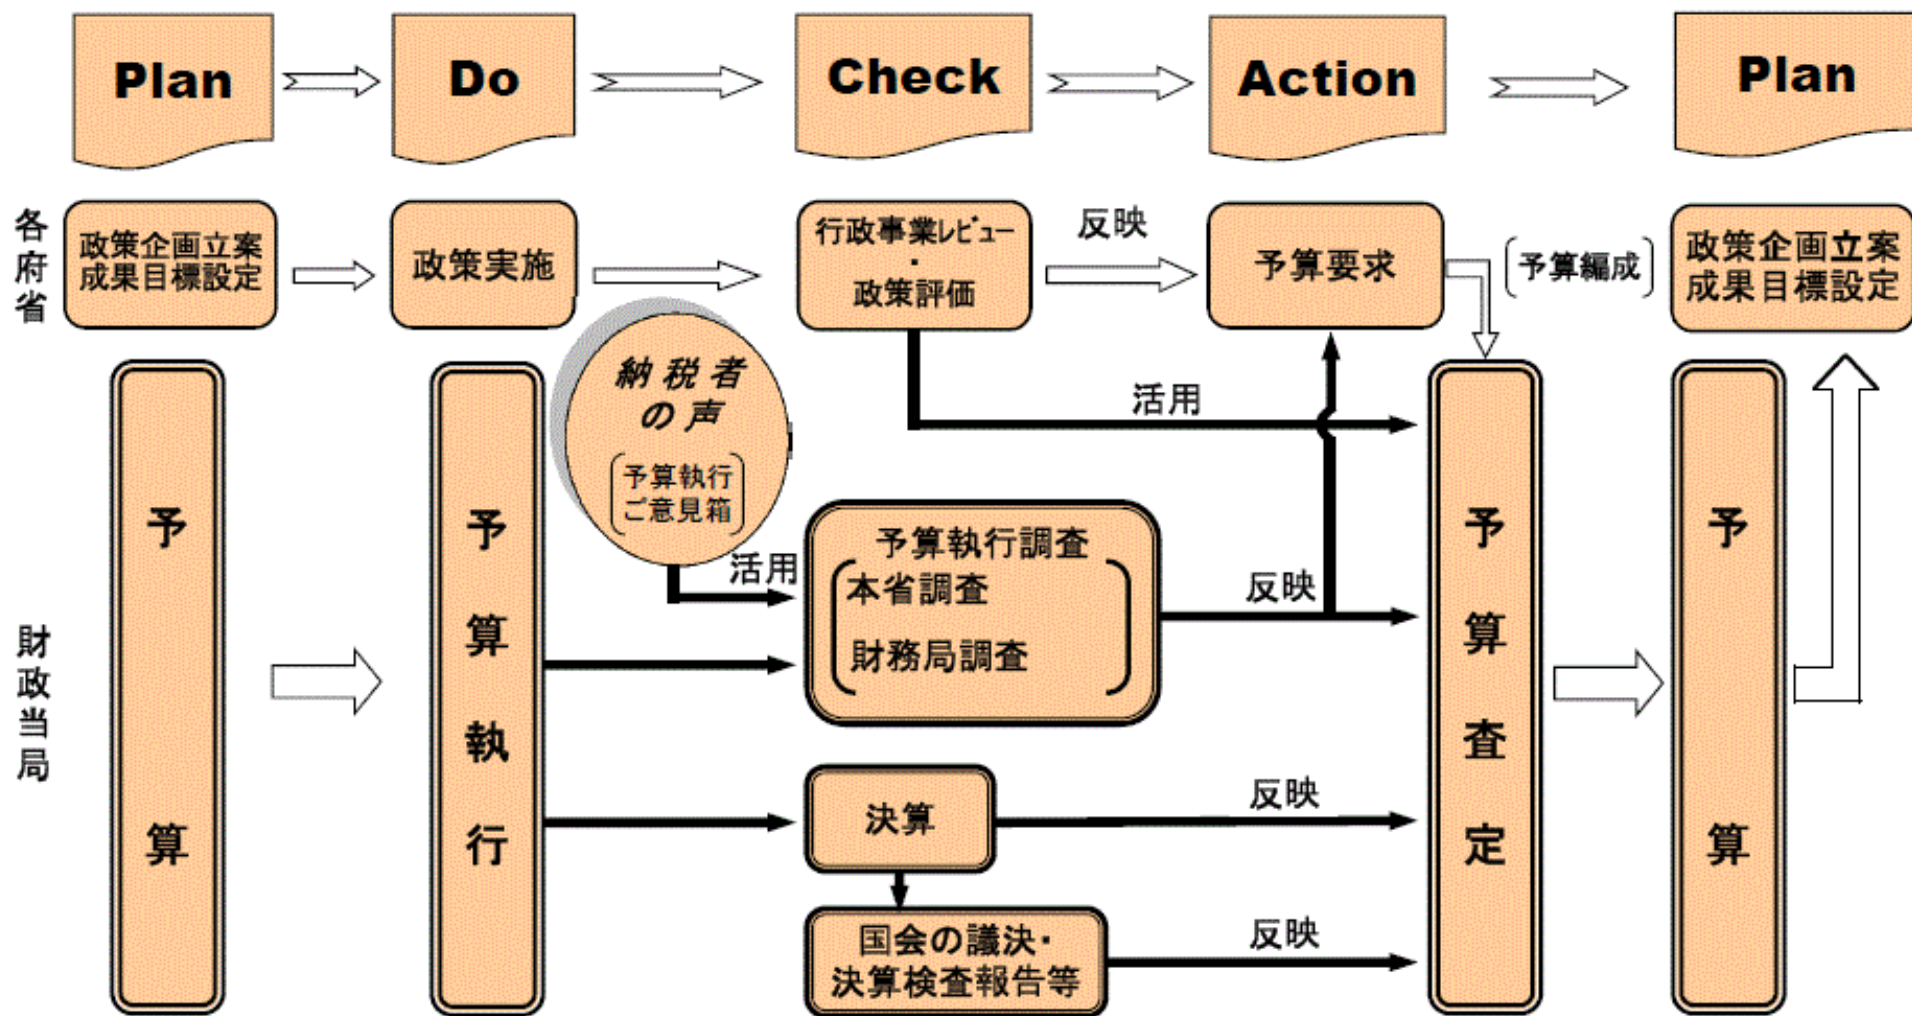 Plan
Do
Check
Action
Plan
各府省
政策企画立案
成果目標設定
政策実施
行政事業レビュー
・
政策評価
反映
予算要求
予算編成
政策企画立案
成果目標設定
財政当局
予算
予算執行
納税者
の声
予算執行
ご意見箱
活用
活用
予算執行調査
本省調査
財務局調査
反映
決算
反映
国会の議決・
決算検査報告等
反映
予算査定
予算